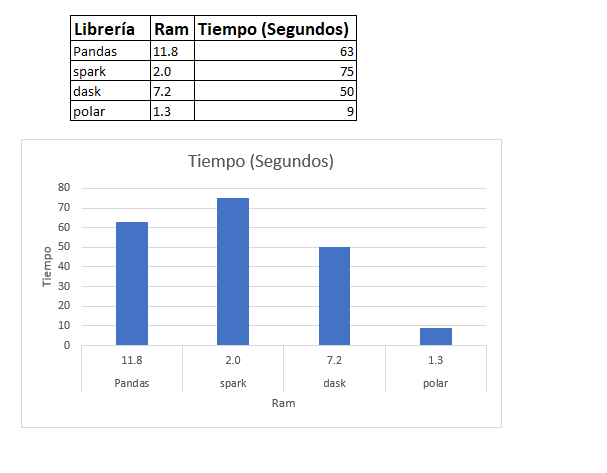 Librería Ram Tiempo (Segundos)
Pandas 11.8 63
spark 2.0 75
dask 7.2 50
polar 1.3 9
Tiempo (Segundos)
80
70
60
50
40
30
20
10
0
Tiempo
11.8 2.0 7.2 1.3
Pandas spark dask polar
Ram